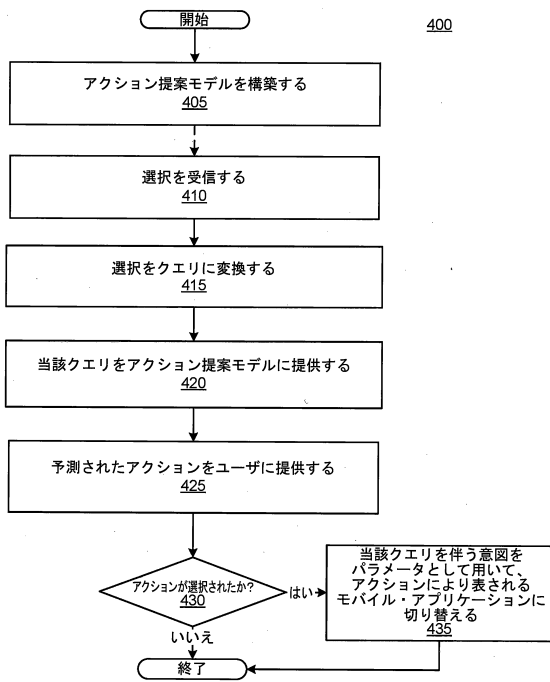 開始
400
アクション提案モデルを構築する
405
選択を受信する
410
選択をクエリに変換する
415
当該クエリをアクション提案モデルに提供する
420
予測されたアクションをユーザに提供する
425
アクションが選択されたか?
430
はい
いいえ
当該クエリを伴う意図を
パラメータとして用いて、
アクションにより表される
モバイル・アプリケーションに
切り替える
435
終了